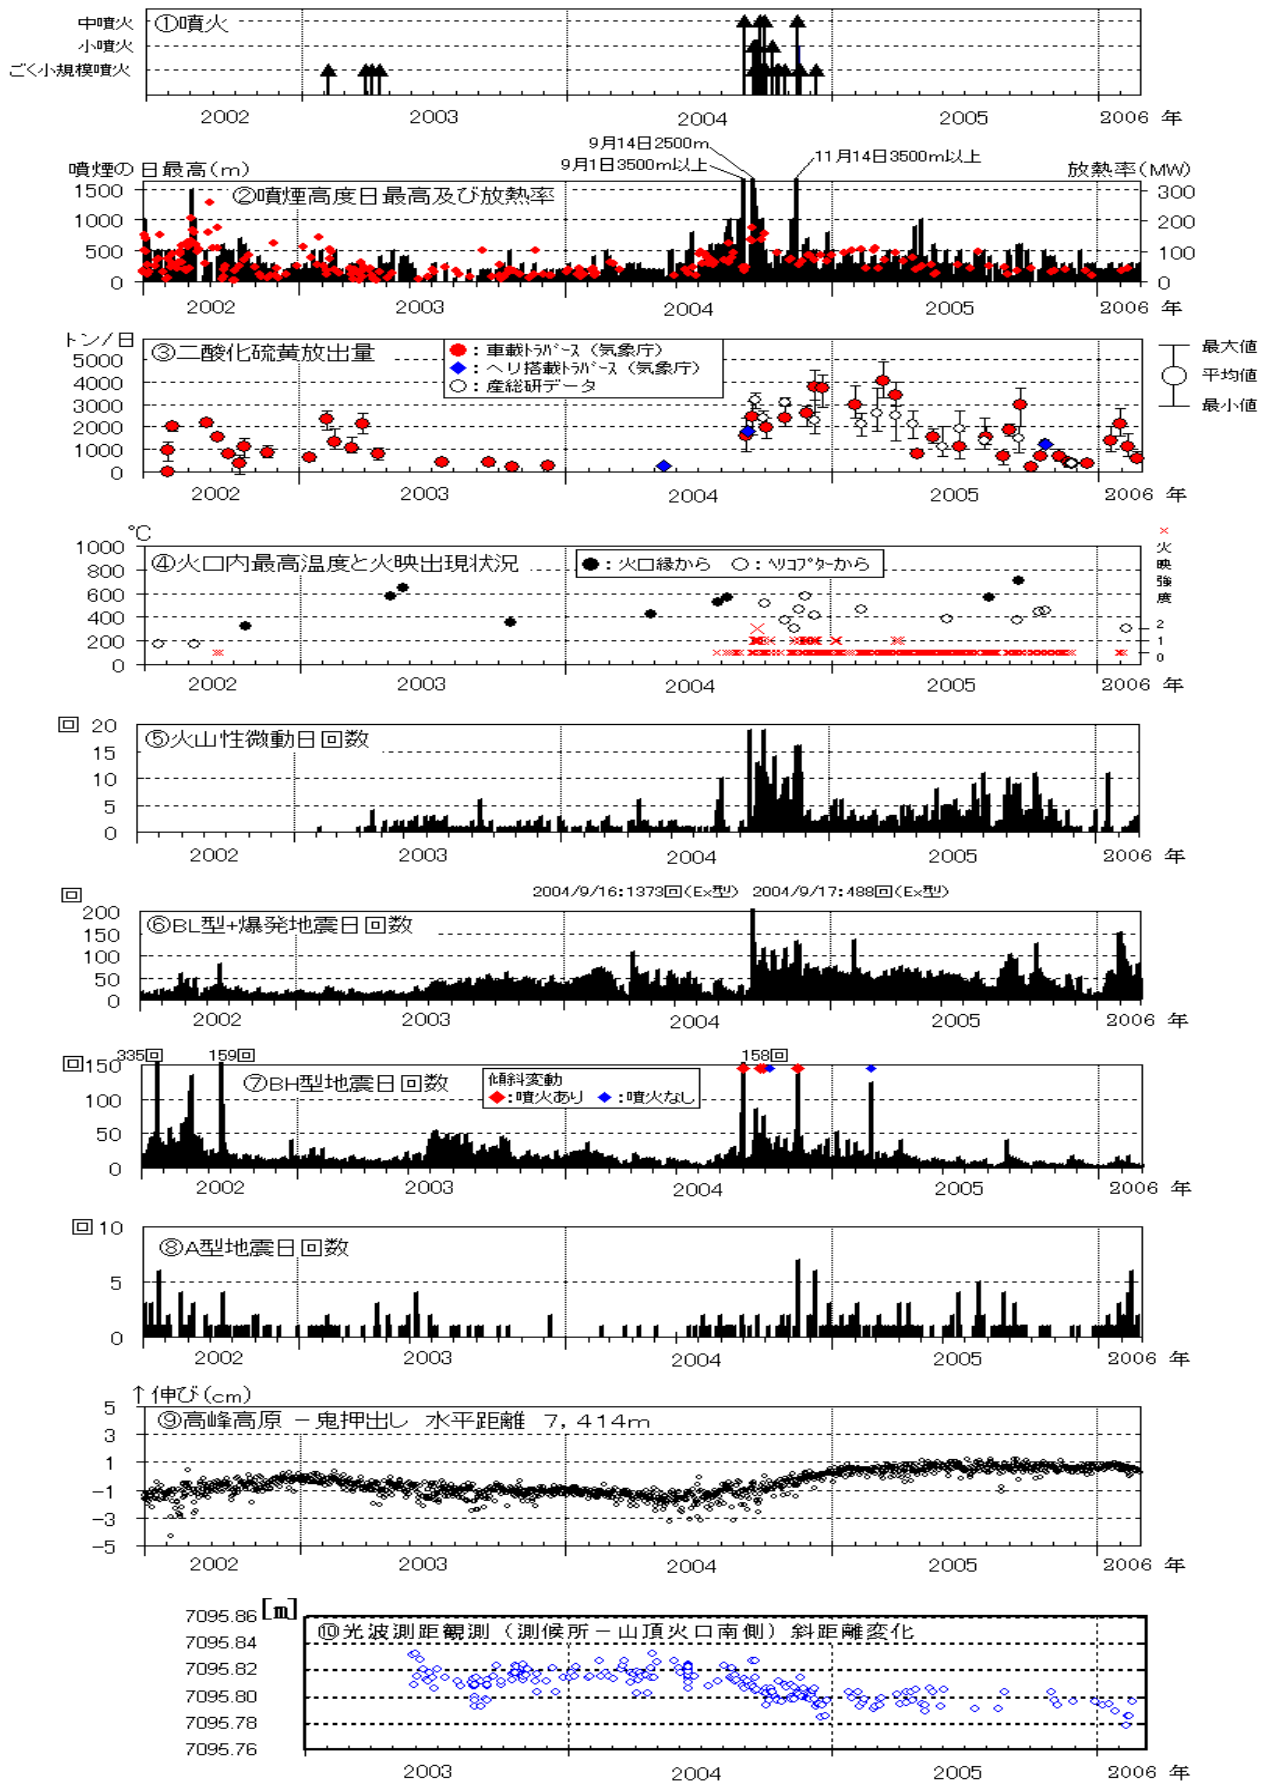 ①噴火
中噴火
小噴火
ごく小規模噴火
2002 2003 2004 2005 2006 年
9月14日2500m
9月1日3500m以上
11月14日3500m以上
噴煙の日最高(m)
放熱率(MW)
②噴煙高度日最高及び放熱率
1500
1000
500
0
300
200
100
0
2002 2003 2004 2005 2006 年
トン/日
③二酸化硫黄放出量
5000
4000
3000
2000
1000
0
：車載トラバース（気象庁）
：ヘリ搭載トラバース（気象庁）
：産総研データ
最大値
平均値
最小値
2002 2003 2004 2005 2006 年
℃
④火口内最高温度と火映出現状況
1000
800
600
400
200
0
：火口縁から ：ヘリコプターから
×火映強度
2
1
0
2002 2003 2004 2005 2006 年
回
⑤火山性微動日回数
20
15
10
5
0
2002 2003 2004 2005 2006 年
回
2004/9/16:1373回(Ex型) 2004/9/17:488回(Ex型)
⑥BL型+爆発地震日回数
200
150
100
50
0
2002 2003 2004 2005 2006 年
335回 159回 158回
回
⑦BH型地震日回数
150
100
50
0
傾斜変動
：噴火あり ：噴火なし
2002 2003 2004 2005 2006 年
回
⑧A型地震日回数
10
5
0
2002 2003 2004 2005 2006 年
↑伸び(cm)
⑨高峰高原 － 鬼押出し 水平距離 7，414m
5
3
1
-1
-3
-5
2002 2003 2004 2005 2006 年
[m]
⑩光波測距観測（測候所－山頂火口南側）斜距離変化
7095.86
7095.84
7095.82
7095.80
7095.78
7095.76
2003 2004 2005 2006 年